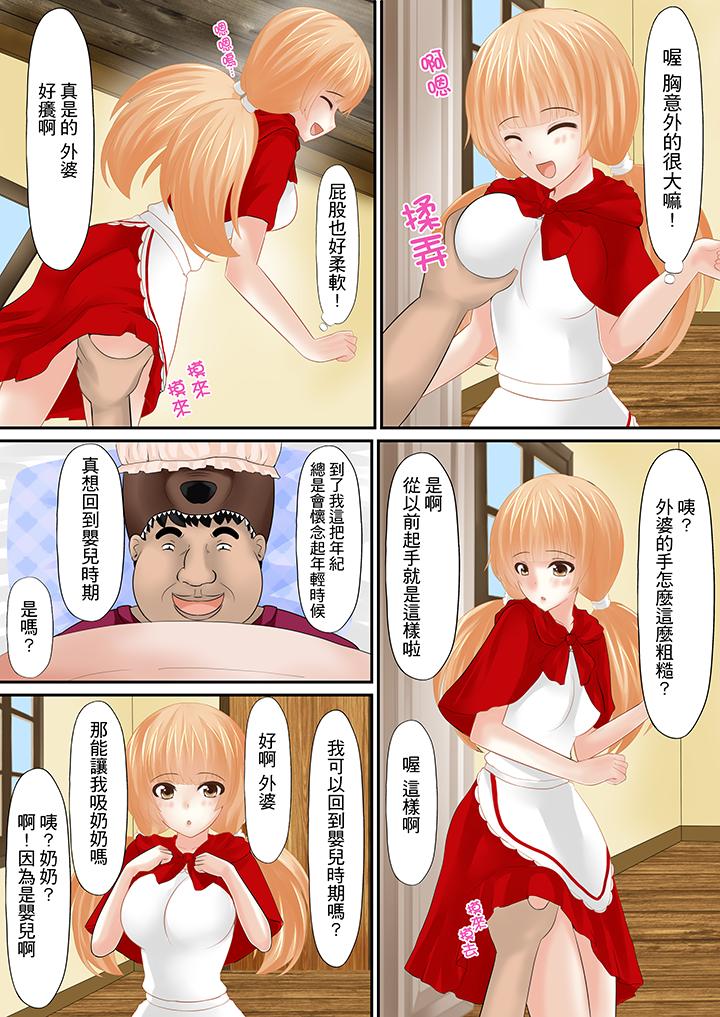 喔 胸意外的很大嘛！
啊嗯
揉弄
嗯嗯嗚…
屁股也好柔軟！
真是的 外婆
好癢啊
摸來
摸來
咦？
外婆的手怎麼這麼粗糙？
是啊
從以前起手就是這樣啦
喔 這樣啊
摸來
摸去
到了我這把年紀
總是會懷念起年輕時候
真想回到嬰兒時期
是嗎？
我可以回到嬰兒時期嗎？
好啊 外婆
那能讓我吸奶奶嗎
咦？奶奶？
啊！因為是嬰兒啊